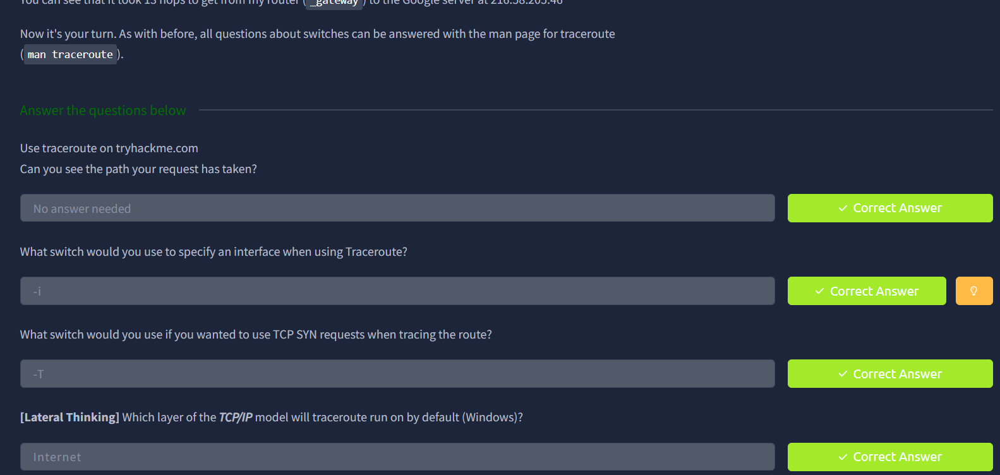 You can see that it took 13 hops to get from my router (_gateway) to the Google server at 216.58.205.46
Now it's your turn. As with before, all questions about switches can be answered with the man page for traceroute
(man traceroute).
Answer the questions below
Use traceroute on tryhackme.com
Can you see the path your request has taken?
No answer needed
Correct Answer
What switch would you use to specify an interface when using Traceroute?
-i
Correct Answer
What switch would you use if you wanted to use TCP SYN requests when tracing the route?
-T
Correct Answer
[Lateral Thinking] Which layer of the TCP/IP model will traceroute run on by default (Windows)?
Internet
Correct Answer